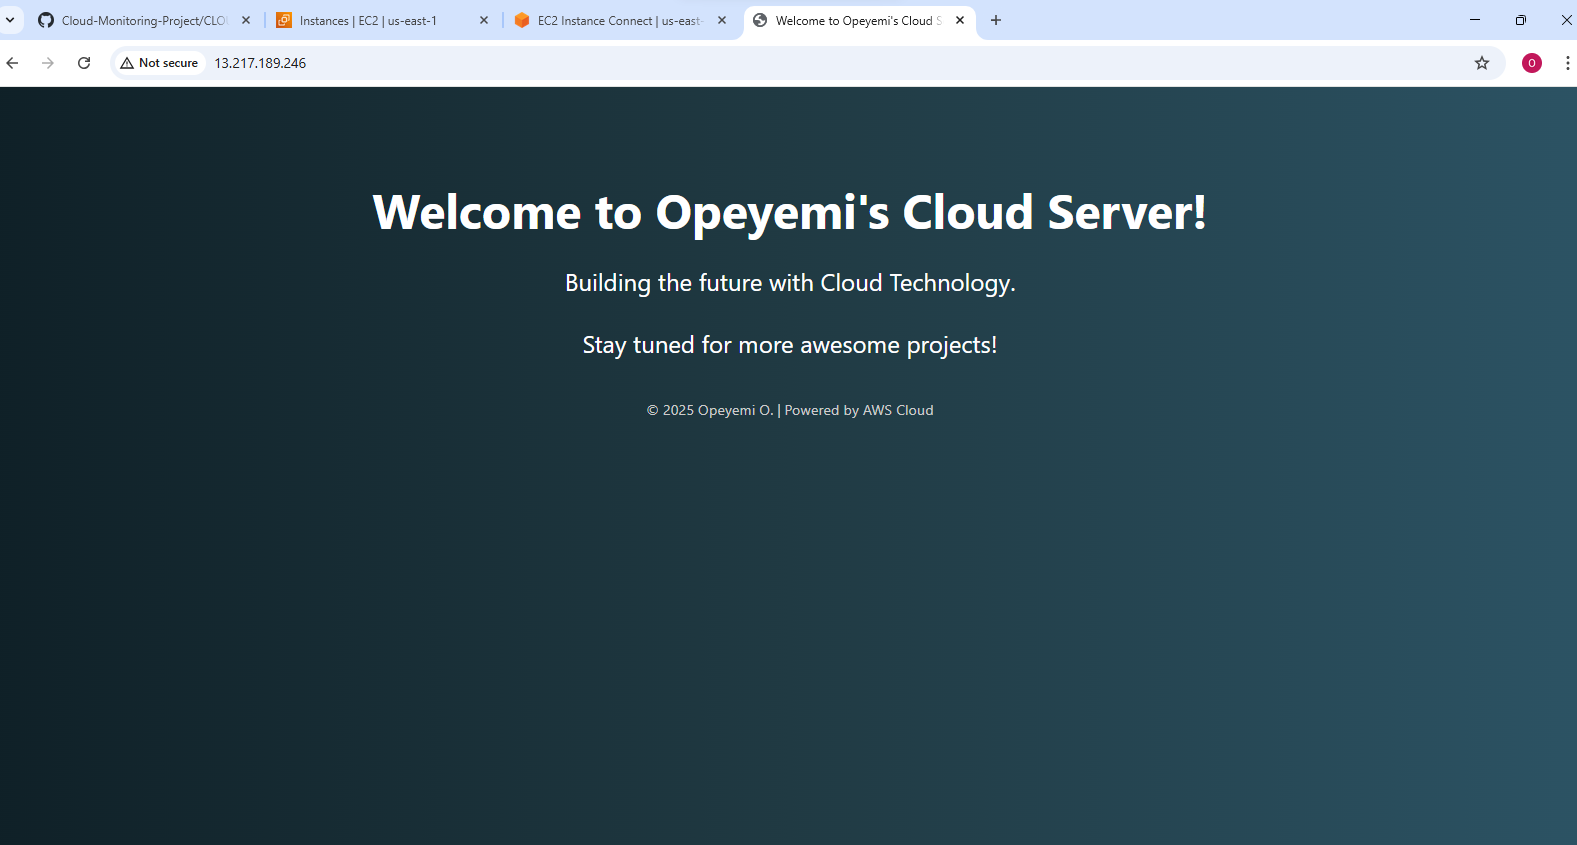 Cloud-Monitoring-Project/CLO
Instances | EC2 | us-east-1
EC2 Instance Connect | us-east-
Welcome to Opeyemi's Cloud S
Not secure
13.217.189.246
O
Welcome to Opeyemi's Cloud Server!
Building the future with Cloud Technology.
Stay tuned for more awesome projects!
© 2025 Opeyemi O. | Powered by AWS Cloud